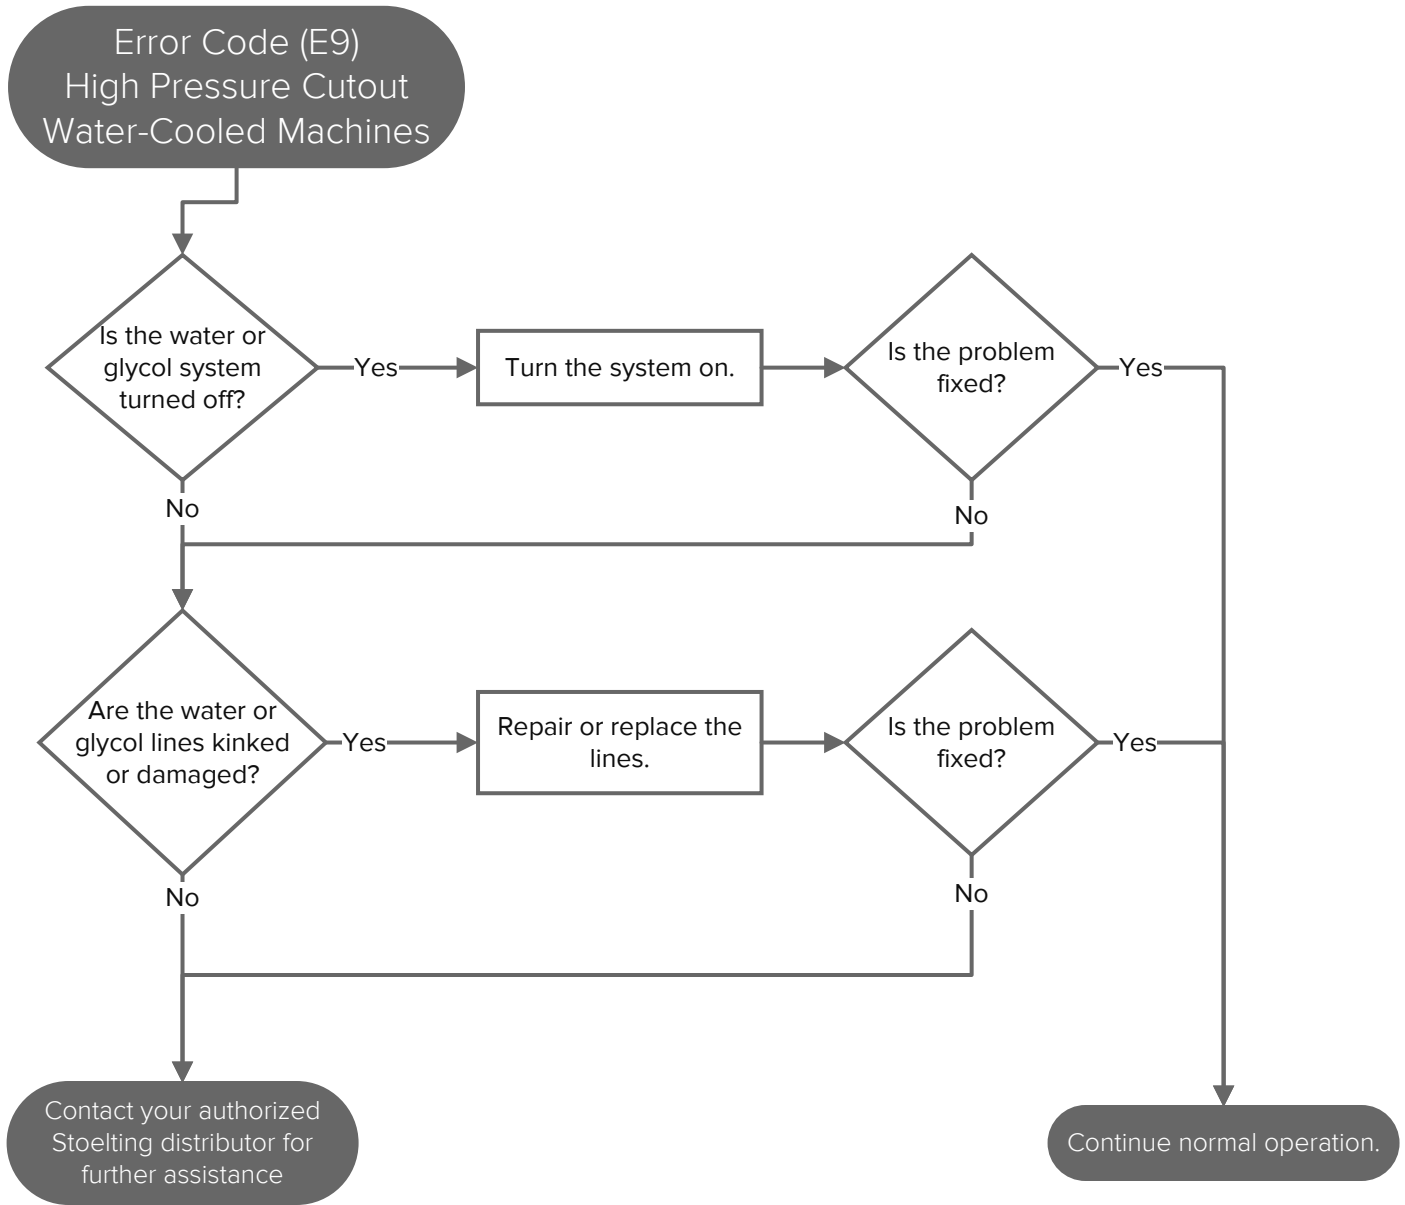 Error Code (E9)
High Pressure Cutout
Water-Cooled Machines
Is the water or
glycol system
turned off?
Yes
Turn the system on.
Is the problem
fixed?
Yes
No
No
Are the water or
glycol lines kinked
or damaged?
Yes
Repair or replace the
lines.
Is the problem
fixed?
Yes
No
No
Contact your authorized
Stoelting distributor for
further assistance
Continue normal operation.